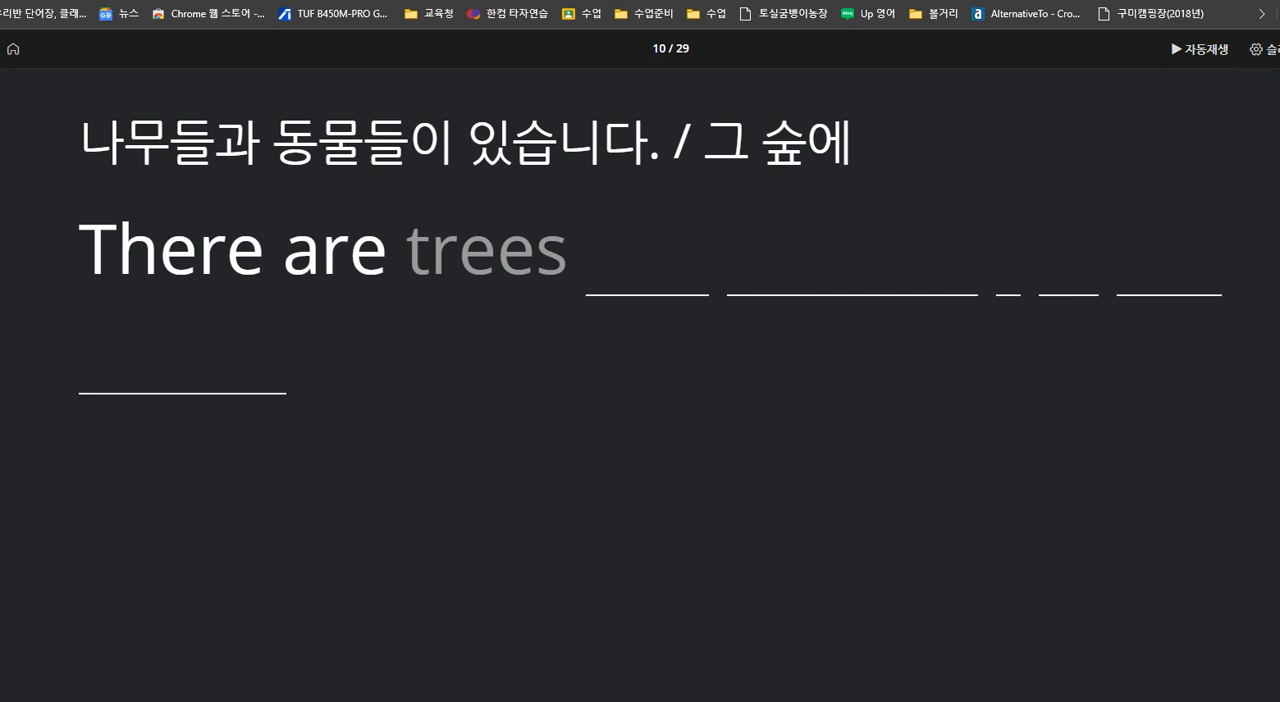 우리반 단어장, 클래... 뉴스 Chrome 웹 스토어 -... TUF B450M-PRO G... 교육청 한컴 타자연습 수업 수업준비 수업 토실굼벵이농장 Up 영어 볼거리 AlternativeTo - Cro... 구미캠핑장(2018년)
10 / 29 자동재생 슬라
나무들과 동물들이 있습니다. / 그 숲에
There are trees